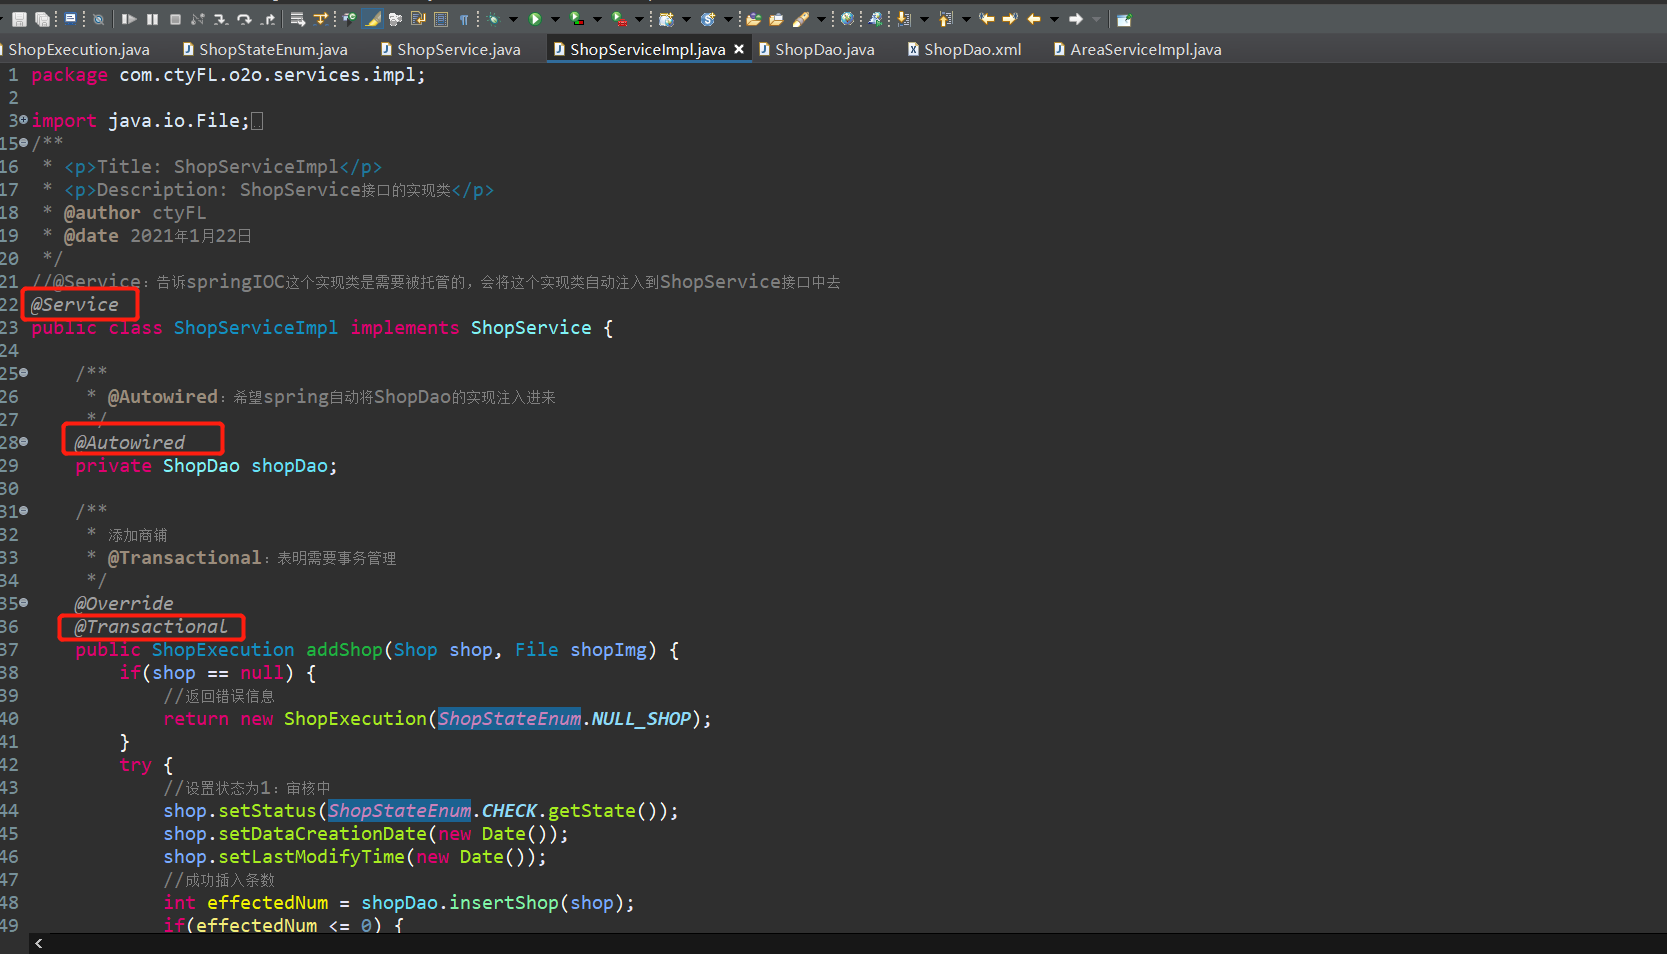 ShopExecution.java ShopStateEnum.java ShopService.java ShopServiceImpl.java ShopDao.java ShopDao.xml AreaServiceImpl.java
1 package com.ctyFL.o2o.services.impl;
2
3 import java.io.File;
15 /**
16 * <p>Title: ShopServiceImpl</p>
17 * <p>Description: ShopService接口的实现类</p>
18 * @author ctyFL
19 * @date 2021年1月22日
20 */
21 //@Service：告诉springIOC这个实现类是需要被托管的，会将这个实现类自动注入到ShopService接口中去
22 @Service
23 public class ShopServiceImpl implements ShopService {
24
25 /**
26 * @Autowired：希望spring自动将ShopDao的实现注入进来
27 */
28 @Autowired
29 private ShopDao shopDao;
30
31 /**
32 * 添加商铺
33 * @Transactional：表明需要事务管理
34 */
35 @Override
36 @Transactional
37 public ShopExecution addShop(Shop shop, File shopImg) {
38 if(shop == null) {
39 //返回错误信息
40 return new ShopExecution(ShopStateEnum.NULL_SHOP);
41 }
42 try {
43 //设置状态为1：审核中
44 shop.setStatus(ShopStateEnum.CHECK.getState());
45 shop.setDataCreationDate(new Date());
46 shop.setLastModifyTime(new Date());
47 //成功插入条数
48 int effectedNum = shopDao.insertShop(shop);
49 if(effectedNum <= 0) {